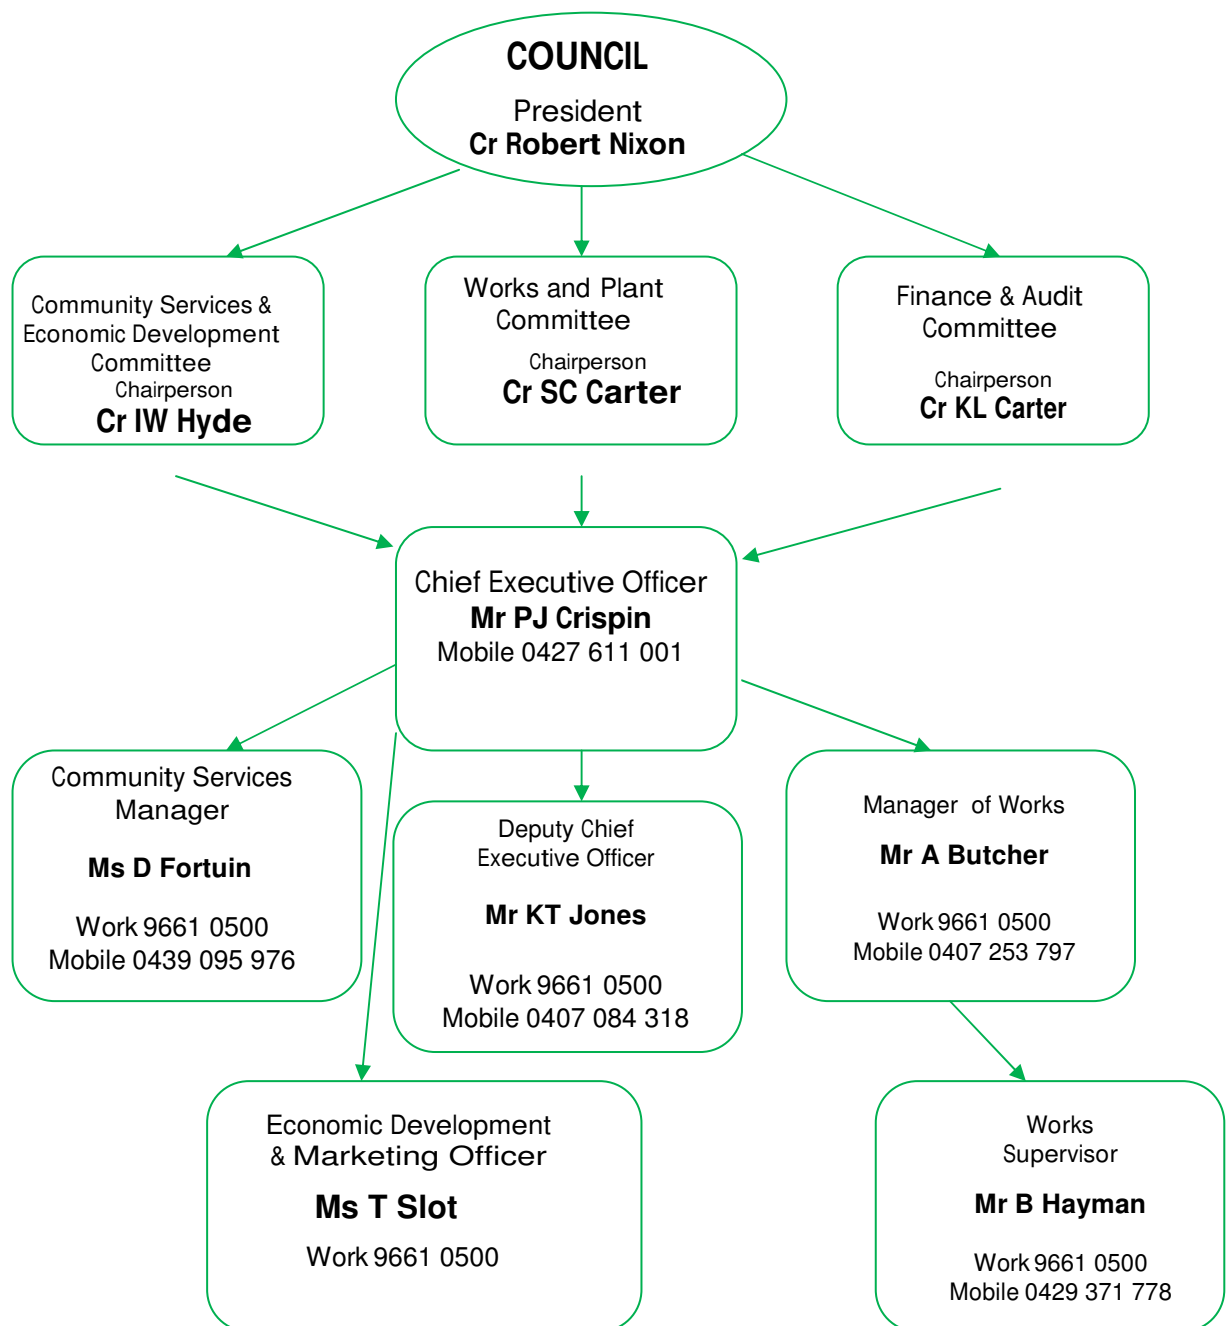 COUNCIL
President
Cr Robert Nixon
Community Services &
Economic Development
Committee
Chairperson
Cr IW Hyde
Works and Plant
Committee
Chairperson
Cr SC Carter
Finance & Audit
Committee
Chairperson
Cr KL Carter
Chief Executive Officer
Mr PJ Crispin
Mobile 0427 611 001
Community Services
Manager
Ms D Fortuin
Work 9661 0500
Mobile 0439 095 976
Deputy Chief
Executive Officer
Mr KT Jones
Work 9661 0500
Mobile 0407 084 318
Manager of Works
Mr A Butcher
Work 9661 0500
Mobile 0407 253 797
Economic Development
& Marketing Officer
Ms T Slot
Work 9661 0500
Works
Supervisor
Mr B Hayman
Work 9661 0500
Mobile 0429 371 778